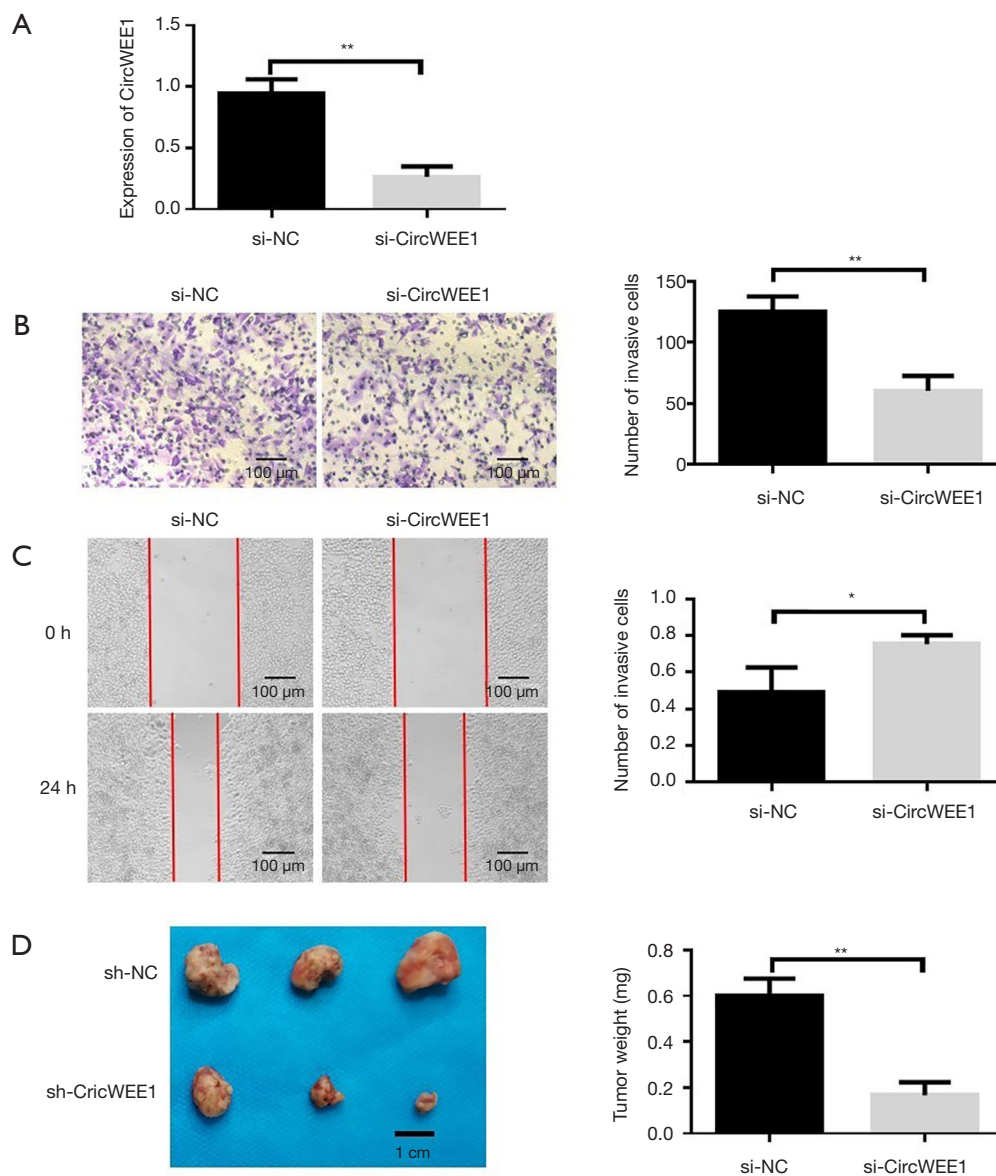 A
Expression of CircWEE1
1.5
1.0
0.5
0.0
**
si-NC
si-CircWEE1
B
si-NC
si-CircWEE1
100 µm
100 µm
Number of invasive cells
150
100
50
0
**
si-NC
si-CircWEE1
C
si-NC
si-CircWEE1
0 h
100 µm
100 µm
24 h
100 µm
100 µm
Number of invasive cells
1.0
0.8
0.6
0.4
0.2
0.0
*
si-NC
si-CircWEE1
D
sh-NC
sh-CricWEE1
1 cm
Tumor weight (mg)
0.8
0.6
0.4
0.2
0.0
**
si-NC
si-CircWEE1